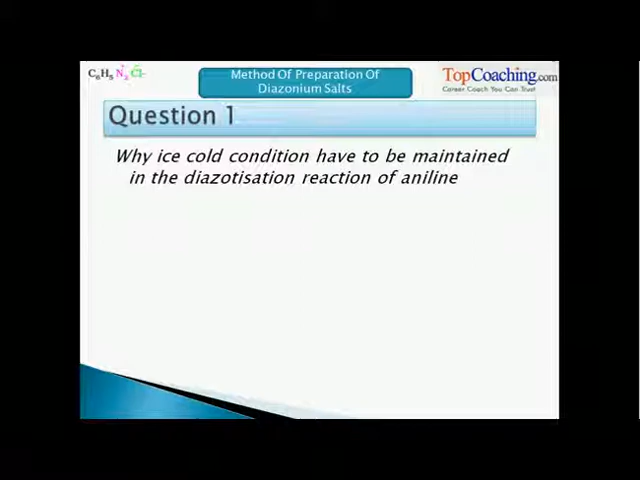 C6H5 N2+ Cl-
Method Of Preparation Of
Diazonium Salts
TopCoaching.com
Career Coach You Can Trust
Question 1
Why ice cold condition have to be maintained
in the diazotisation reaction of aniline